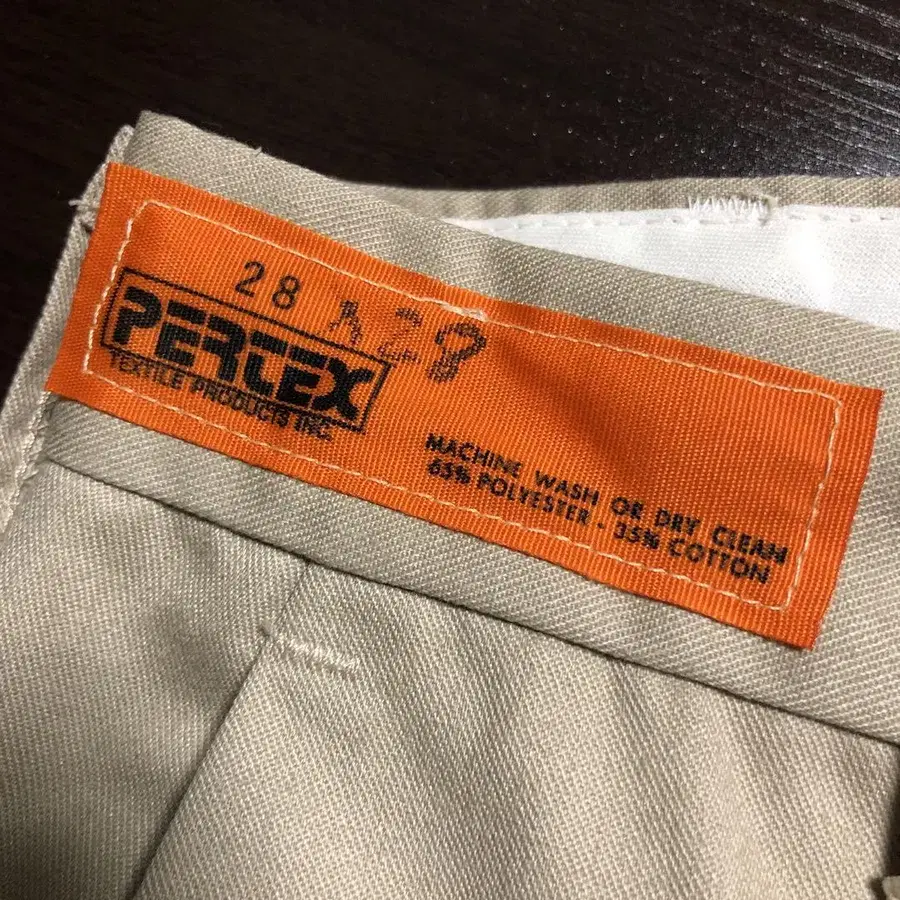 28
PERTEX
TEXTILE PRODUCTS INC.
MACHINE WASH OR DRY CLEAN
65% POLYESTER - 35% COTTON